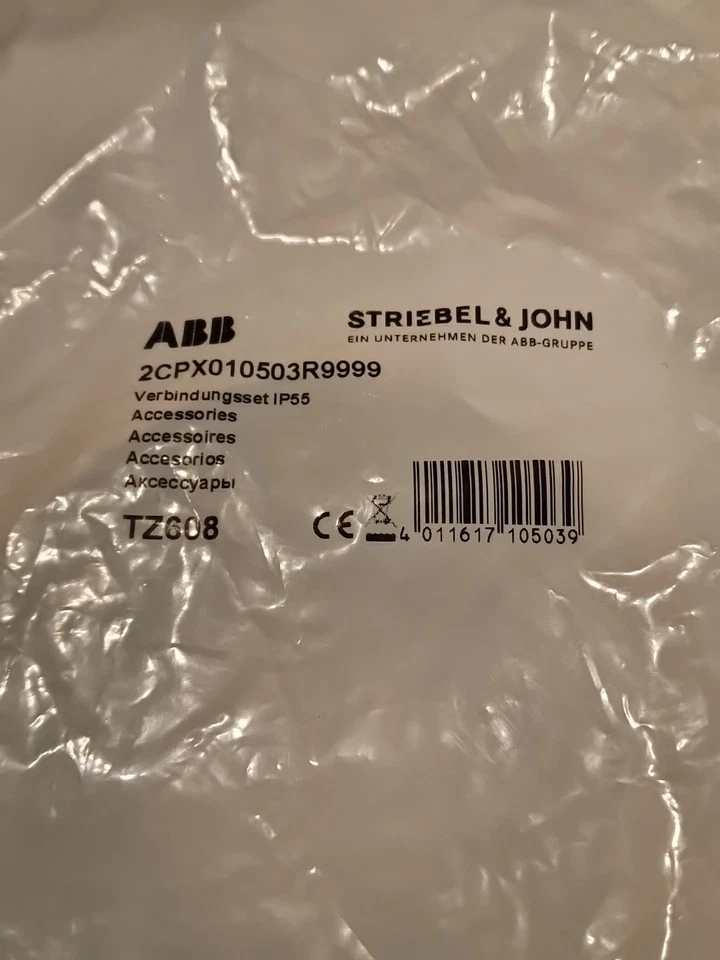 ABB
STRIEBEL & JOHN
EIN UNTERNEHMEN DER ABB-GRUPPE
2CPX010503R9999
Verbindungsset IP55
Accessories
Accessoires
Accesorios
Аксессуары
TZ608
CE
4 011617 105039